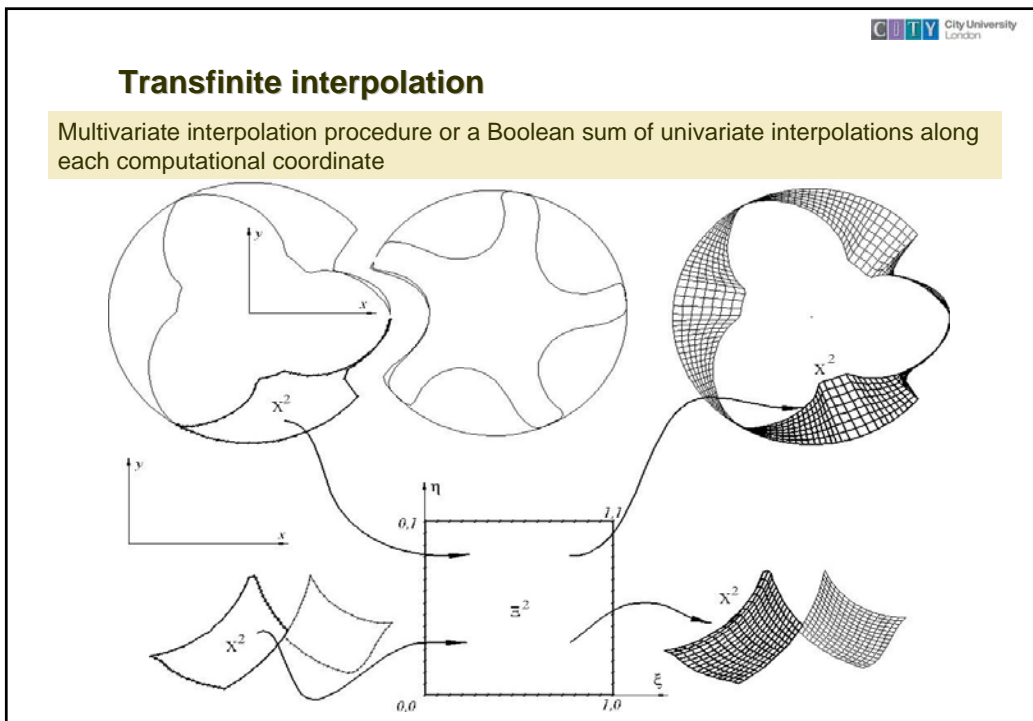 CITY City University
London
Transfinite interpolation
Multivariate interpolation procedure or a Boolean sum of univariate interpolations along
each computational coordinate
y
x
X²
X²
y
x
η
0,1
1,1
Ξ²
X²
X²
ξ
0,0
1,0